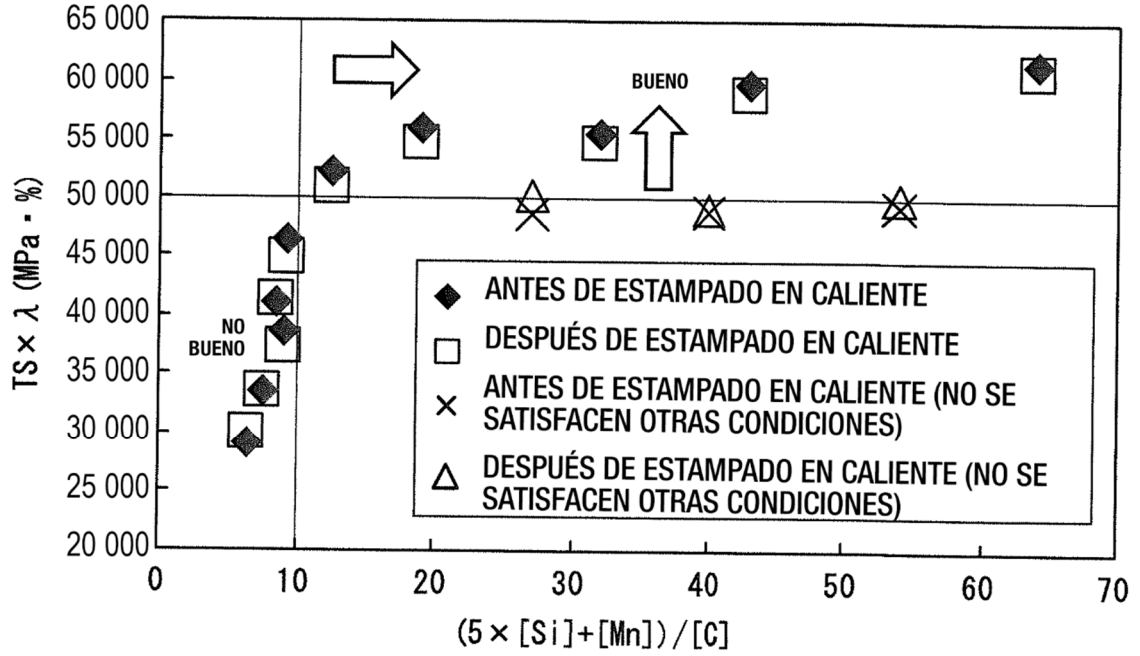 65 000
60 000
55 000
50 000
45 000
40 000
35 000
30 000
25 000
20 000
TS × λ (MPa・%)
BUENO
NO
BUENO
ANTES DE ESTAMPADO EN CALIENTE
DESPUÉS DE ESTAMPADO EN CALIENTE
ANTES DE ESTAMPADO EN CALIENTE (NO SE
SATISFACEN OTRAS CONDICIONES)
DESPUÉS DE ESTAMPADO EN CALIENTE (NO SE
SATISFACEN OTRAS CONDICIONES)
0 10 20 30 40 50 60 70
(5 × [Si]+[Mn])/[C]